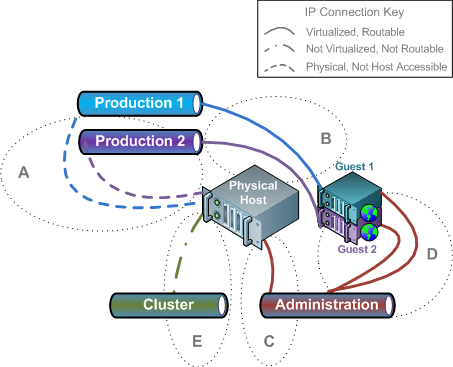 IP Connection Key
Virtualized, Routable
Not Virtualized, Not Routable
Physical, Not Host Accessible
Production 1
Production 2
B
A
Guest 1
Physical
Host
Guest 2
D
Cluster
Administration
E
C